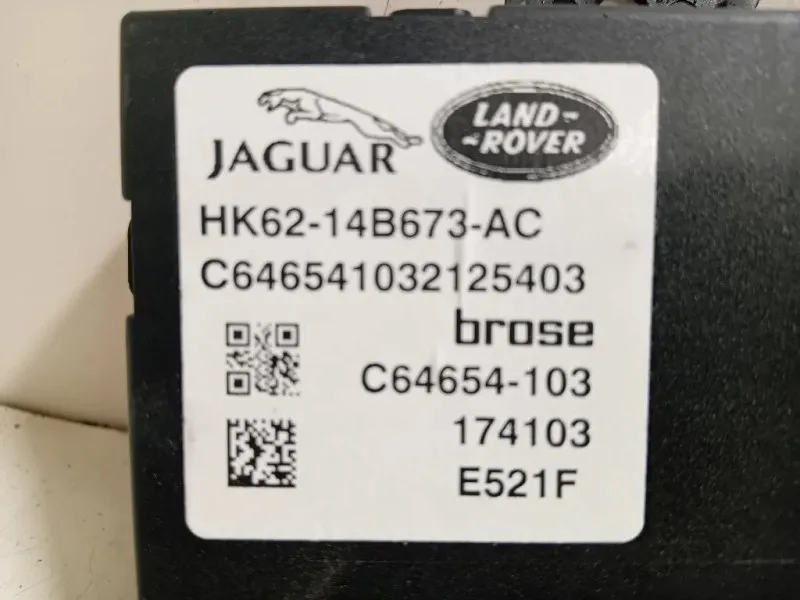 JAGUAR
LAND-
-ROVER
HK62-14B673-AC
C646541032125403
brose
C64654-103
174103
E521F